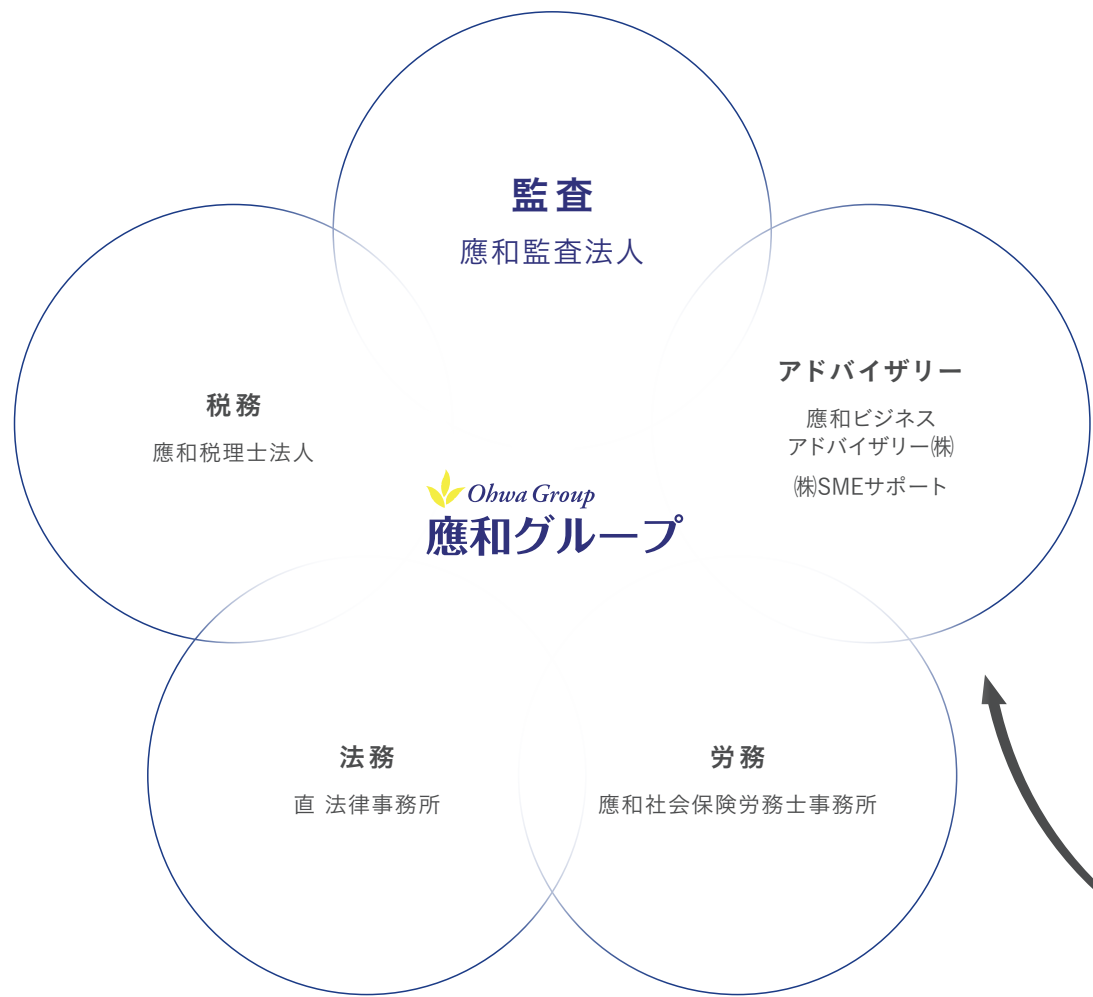 監査
應和監査法人
税務
應和税理士法人
アドバイザリー
應和ビジネス
アドバイザリー㈱
㈱SMEサポート
Ohwa Group
應和グループ
法務
直 法律事務所
労務
應和社会保険労務士事務所